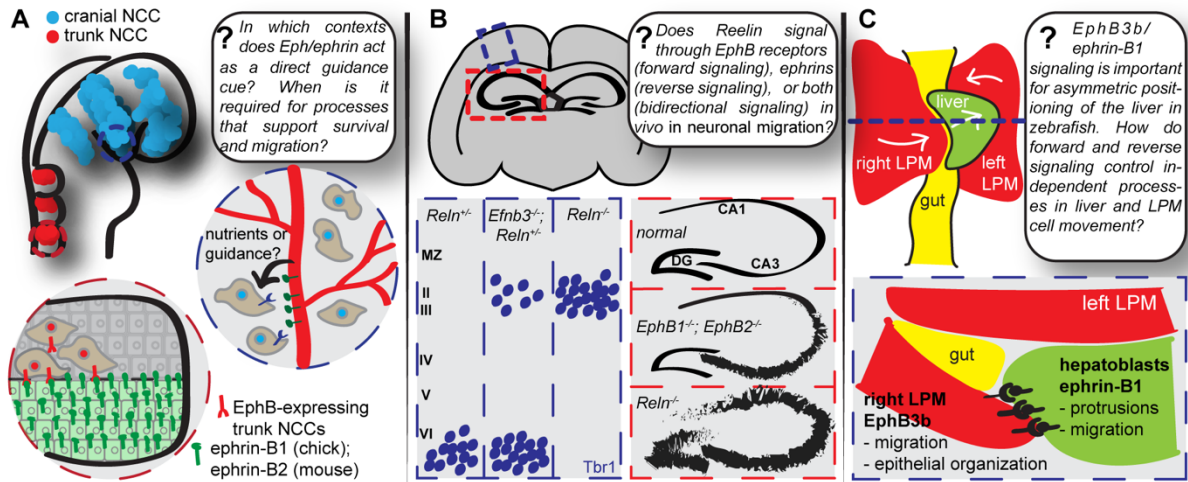 A
cranial NCC
trunk NCC
? In which contexts
does Eph/ephrin act
as a direct guidance
cue? When is it
required for processes
that support survival
and migration?
nutrients or
guidance?
EphB-expressing
trunk NCCs
ephrin-B1 (chick);
ephrin-B2 (mouse)
B
? Does Reelin signal
through EphB receptors
(forward signaling), ephrins
(reverse signaling), or both
(bidirectional signaling) in
vivo in neuronal migration?
Reln+/- Efnb3-/-; Reln-/-
Reln+/-
MZ
II
III
IV
V
VI
Tbr1
CA1
normal
DG
CA3
EphB1-/-; EphB2-/-
Reln-/-
C
liver
right LPM
left
LPM
gut
? EphB3b/
ephrin-B1
signaling is important
for asymmetric posi-
tioning of the liver in
zebrafish. How do
forward and reverse
signaling control in-
dependent process-
es in liver and LPM
cell movement?
left LPM
gut
hepatoblasts
ephrin-B1
- protrusions
- migration
right LPM
EphB3b
- migration
- epithelial organization